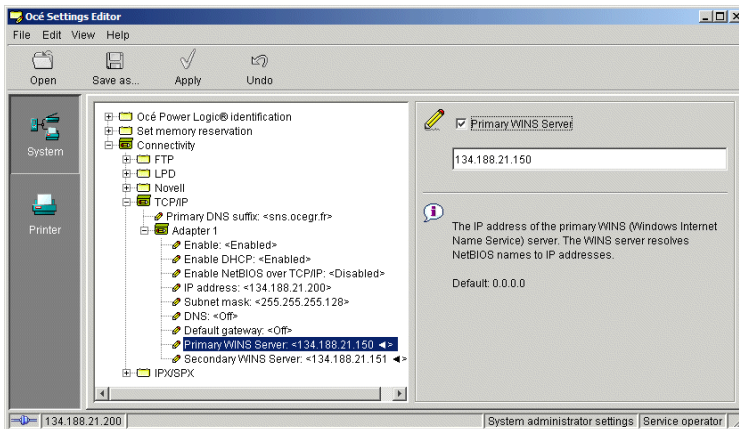 Océ Settings Editor
File Edit View Help
Open Save as... Apply Undo
System
Printer
Océ Power Logic® identification
Set memory reservation
Connectivity
FTP
LPD
Novell
TCP/IP
Primary DNS suffix: <sns.ocegr.fr>
Adapter 1
Enable: <Enabled>
Enable DHCP: <Enabled>
Enable NetBIOS over TCP/IP: <Disabled>
IP address: <134.188.21.200>
Subnet mask: <255.255.255.128>
DNS: <Off>
Default gateway: <Off>
Primary WINS Server: <134.188.21.150 ◄>
Secondary WINS Server: <134.188.21.151 ◄>
IPX/SPX
Primary WINS Server
134.188.21.150
The IP address of the primary WINS (Windows Internet
Name Service) server. The WINS server resolves
NetBIOS names to IP addresses.
Default: 0.0.0.0
134.188.21.200 System administrator settings Service operator